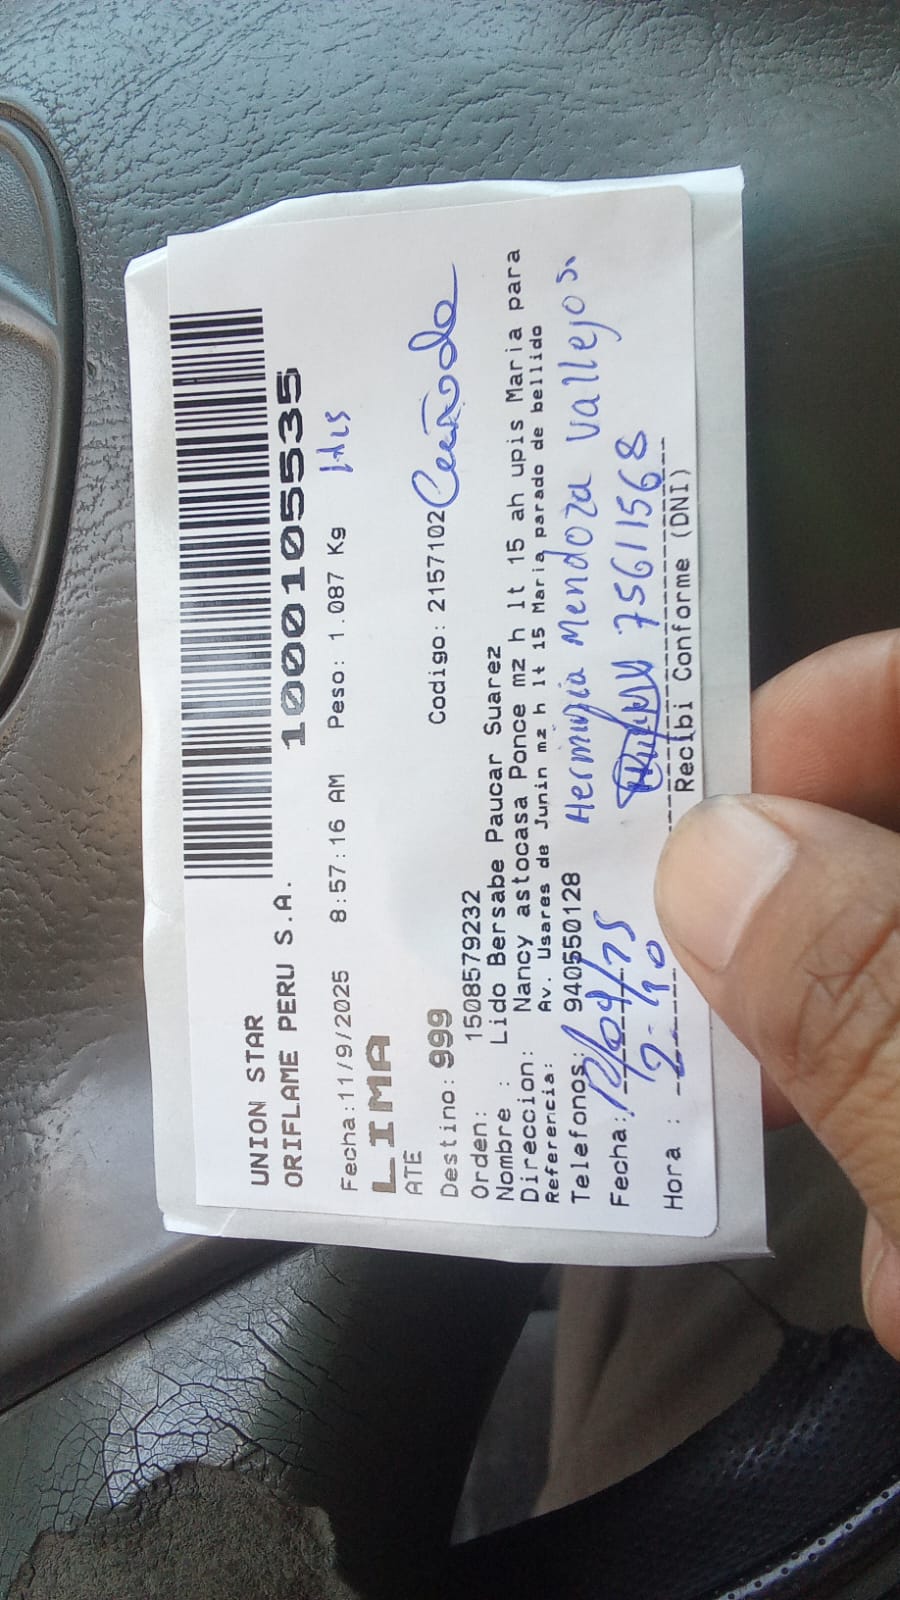 UNION STAR
ORIFLAME PERU S.A.
1000105535
Fecha:11/9/2025 8:57:16 AM Peso: 1.087 Kg
LIMA
ATE
Destino: 999 Codigo: 2157102
Orden: 1508579232
Nombre : Lido Bersabe Paucar Suarez
Direccion: Nancy astocasa Ponce mz h lt 15 ah upis Maria para
Referencia: Av. Usares de Junin mz h lt 15 Maria parado de bellido
Telefonos: 940550128 Herminia Mendoza Vallejos
Fecha: 75611568
Hora : 2-10
Recibi Conforme (DNI)